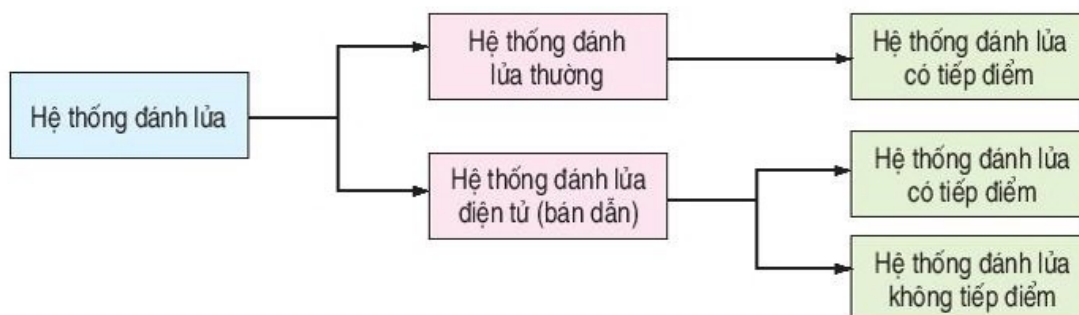 Hệ thống đánh lửa
Hệ thống đánh
lửa thường
Hệ thống đánh lửa
có tiếp điểm
Hệ thống đánh lửa
điện tử (bán dẫn)
Hệ thống đánh lửa
có tiếp điểm
Hệ thống đánh lửa
không tiếp điểm